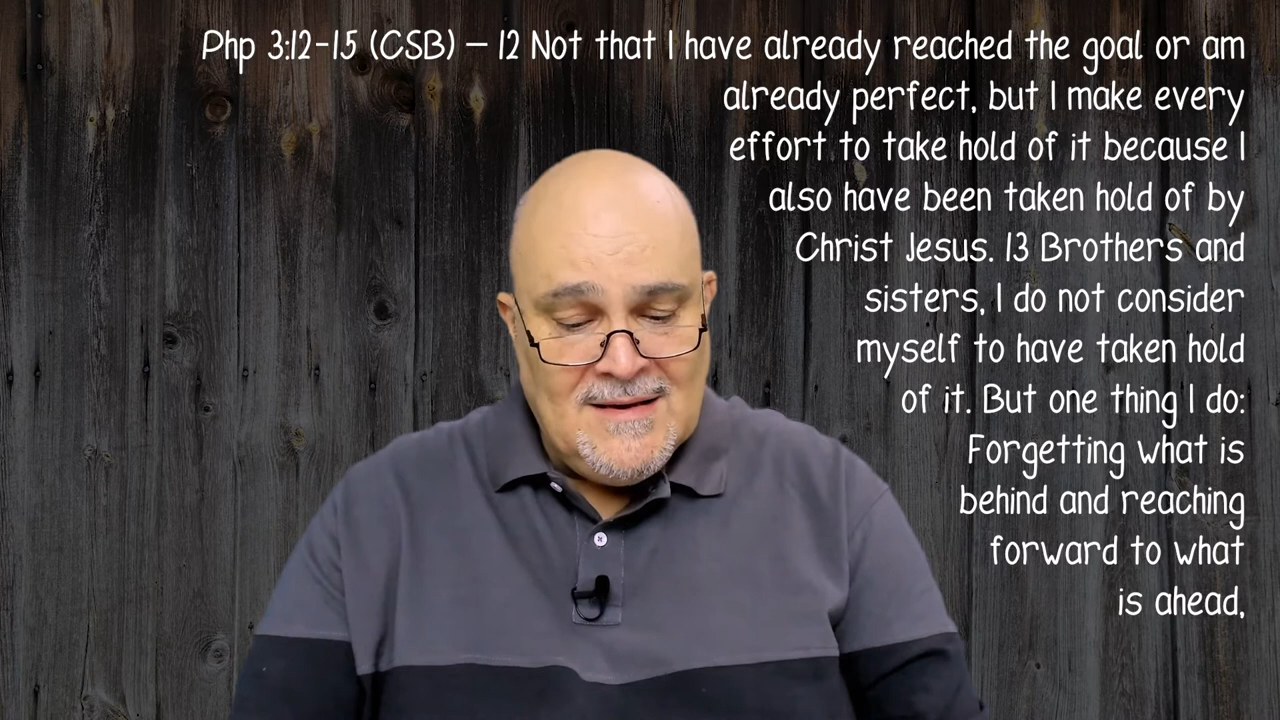 Php 3:12-15 (CSB) – 12 Not that I have already reached the goal or am
already perfect, but I make every
effort to take hold of it because I
also have been taken hold of by
Christ Jesus. 13 Brothers and
sisters, I do not consider
myself to have taken hold
of it. But one thing I do:
Forgetting what is
behind and reaching
forward to what
is ahead,